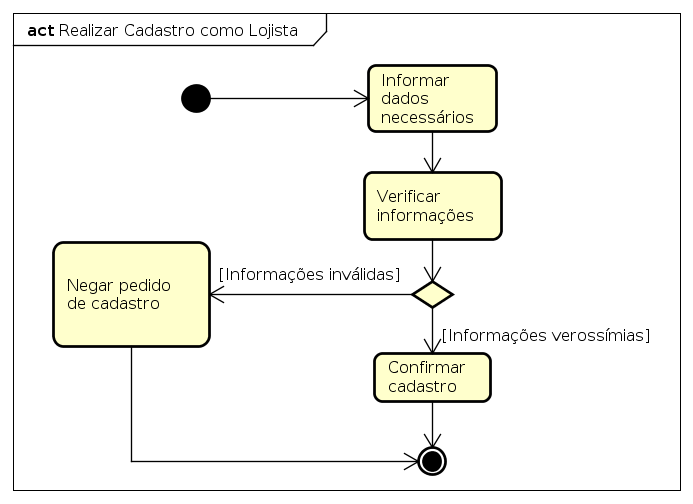 act Realizar Cadastro como Lojista
Informar
dados
necessários
Verificar
informações
[Informações inválidas]
Negar pedido
de cadastro
[Informações verossímias]
Confirmar
cadastro